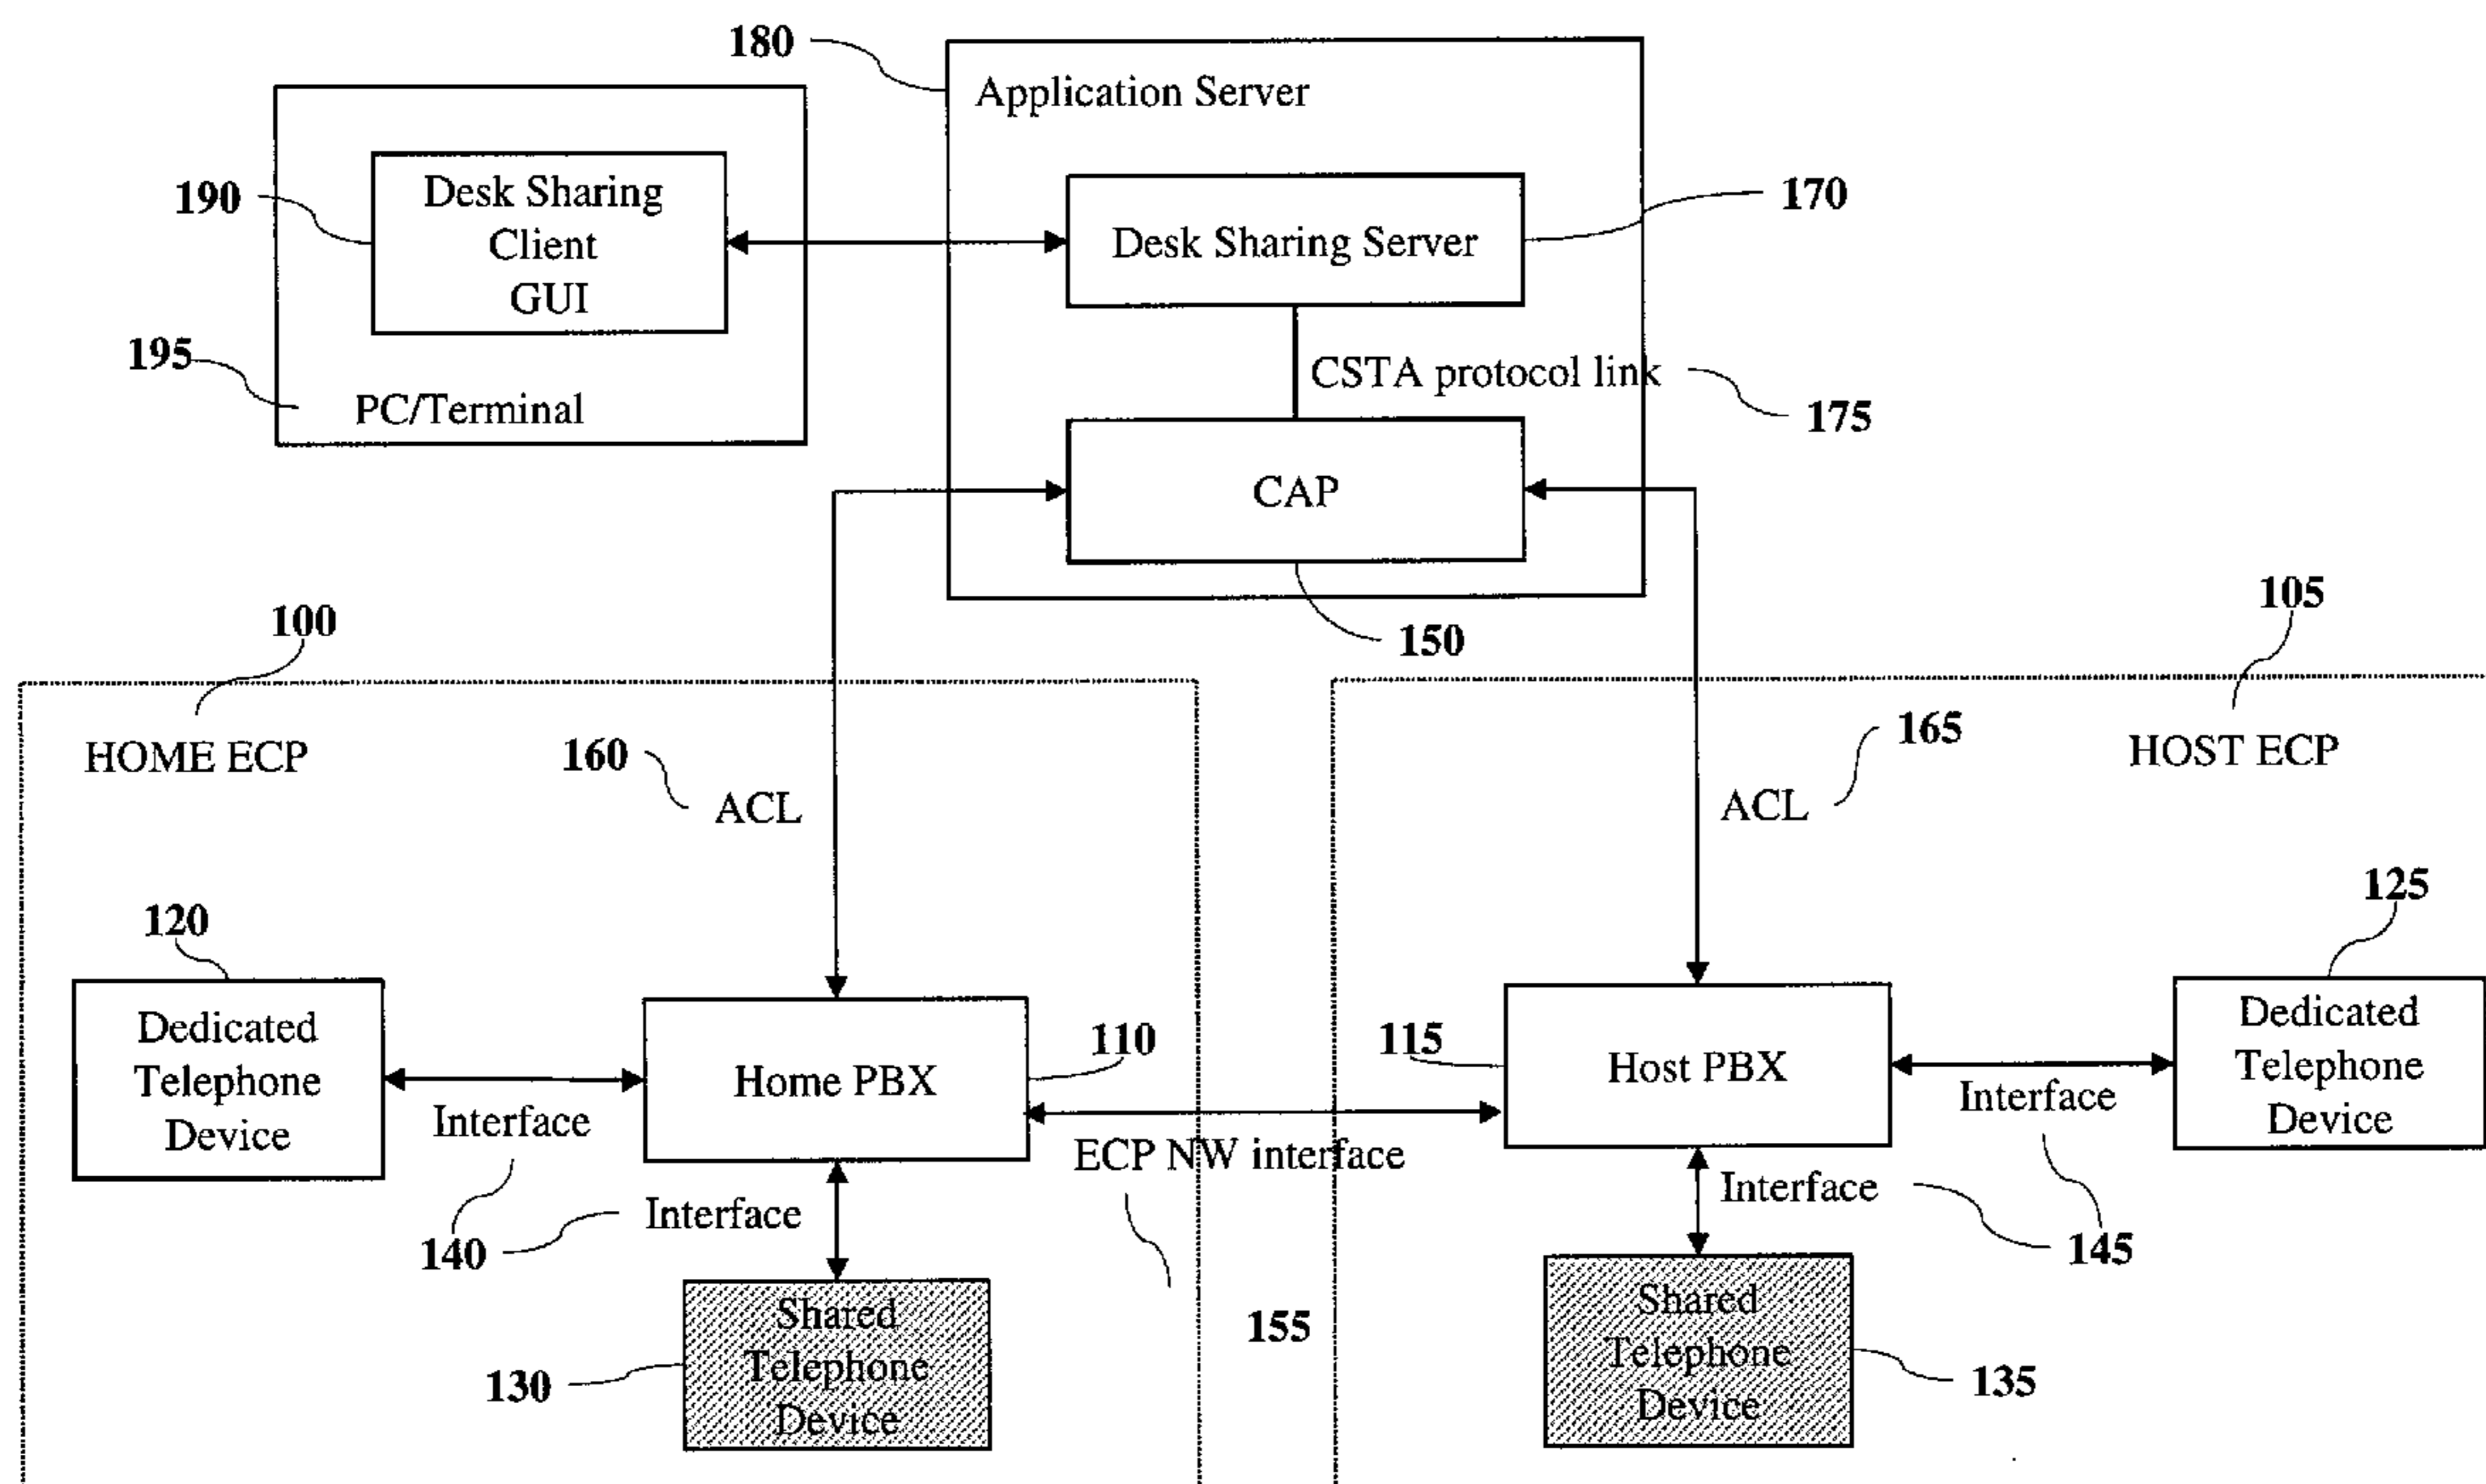 180
Application Server
190
Desk Sharing
Client
GUI
170
Desk Sharing Server
195
PC/Terminal
CSTA protocol link
175
CAP
150
100
105
HOME ECP
160
ACL
165
ACL
HOST ECP
120
125
Dedicated
Telephone
Device
Home PBX
110
115
Host PBX
Dedicated
Telephone
Device
Interface
ECP NW interface
Interface
140
Interface
Interface
145
130
Shared
Telephone
Device
155
Shared
Telephone
Device
135